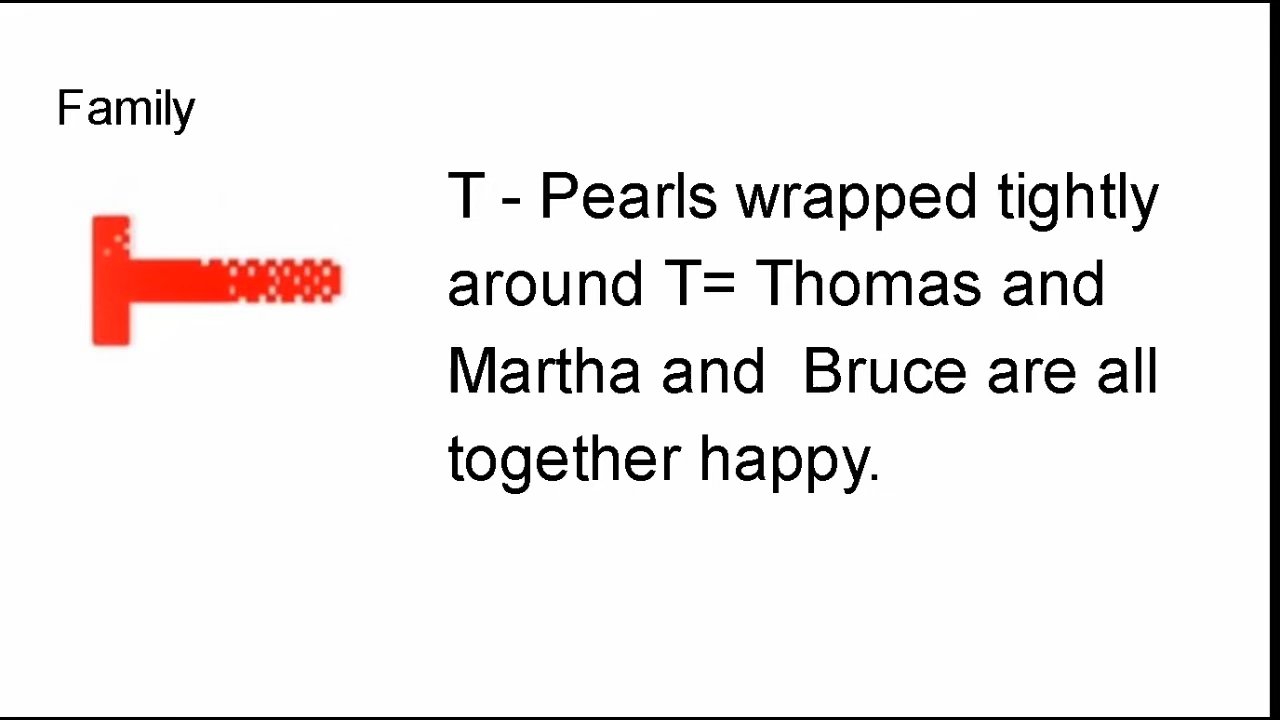 Family
T - Pearls wrapped tightly
around T= Thomas and
Martha and  Bruce are all
together happy.